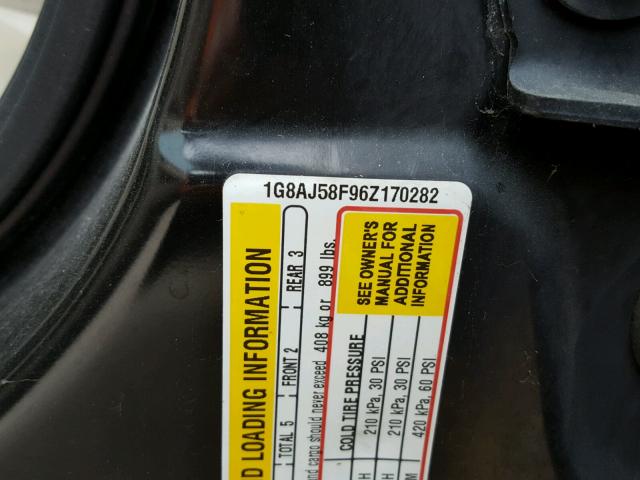 1G8AJ58F96Z170282
D LOADING INFORMATION
TOTAL 5 FRONT 2 REAR 3
and cargo should never exceed 408 kg or 899 lbs.
COLD TIRE PRESSURE
210 kPa, 30 PSI
210 kPa, 30 PSI
420 kPa, 60 PSI
SEE OWNER'S
MANUAL FOR
ADDITIONAL
INFORMATION
H
H
M